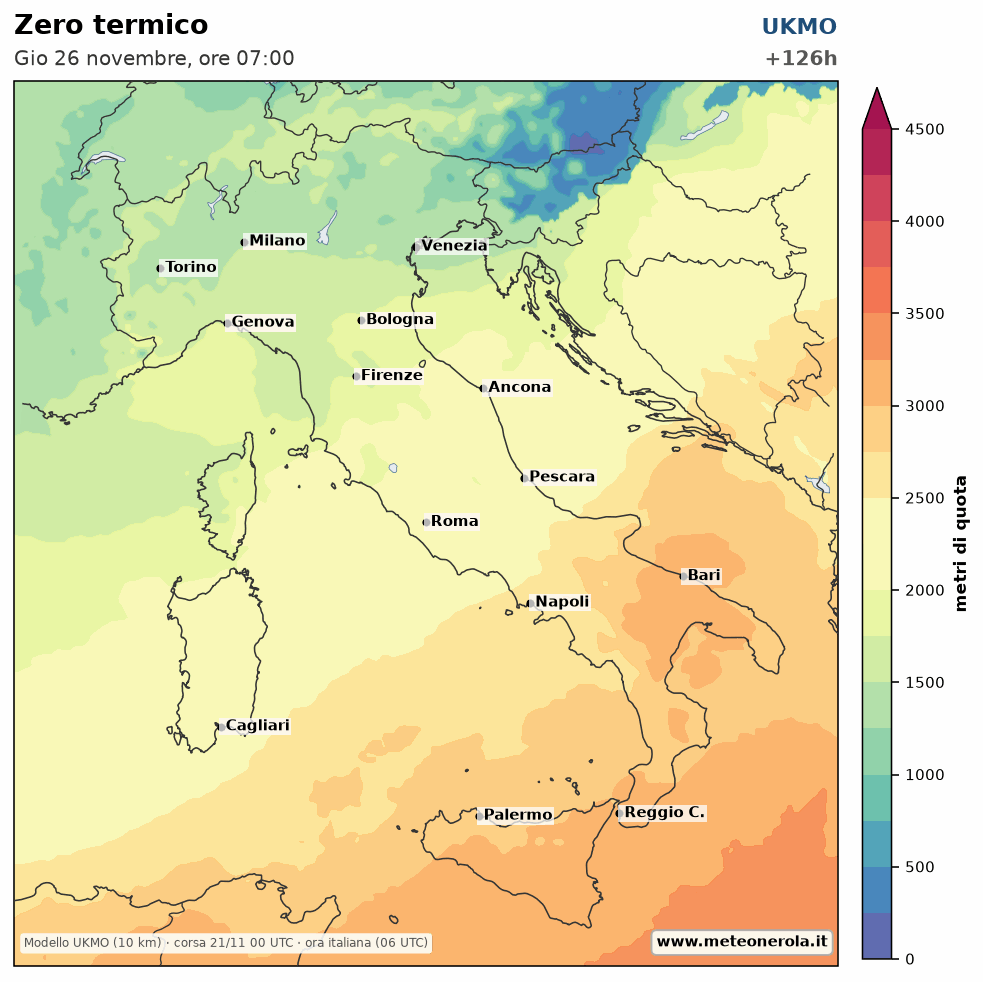 Zero termico
UKMO
Gio 26 novembre, ore 07:00
+126h
Milano
Venezia
Torino
Genova
Bologna
Firenze
Ancona
Pescara
Roma
Bari
Napoli
Cagliari
Palermo
Reggio C.
4500
4000
3500
3000
2500
2000
1500
1000
500
0
metri di quota
Modello UKMO (10 km) · corsa 21/11 00 UTC · ora italiana (06 UTC)
www.meteonerola.it